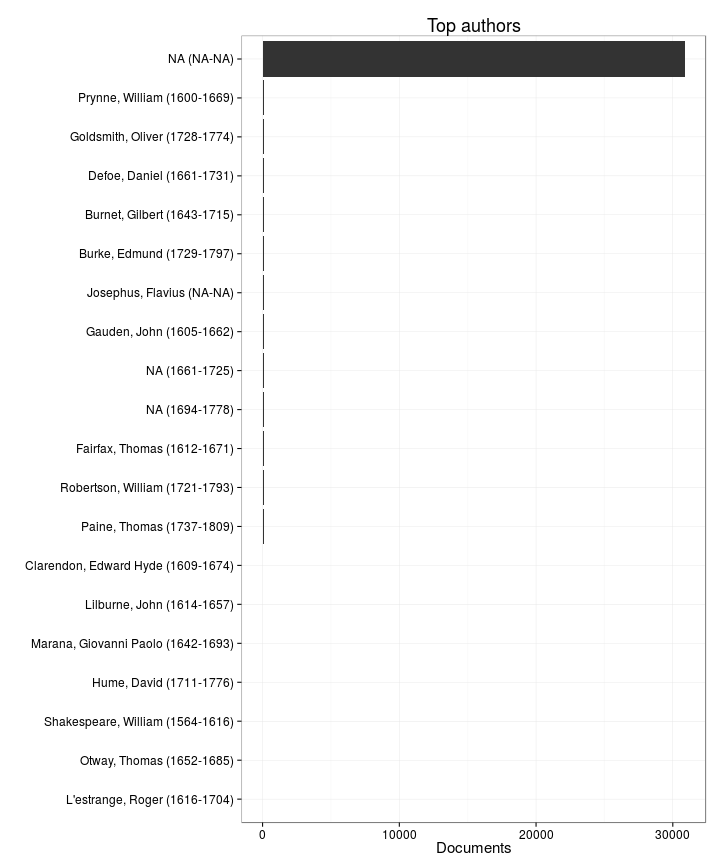 Top authors
NA (NA-NA)
Prynne, William (1600-1669)
Goldsmith, Oliver (1728-1774)
Defoe, Daniel (1661-1731)
Burnet, Gilbert (1643-1715)
Burke, Edmund (1729-1797)
Josephus, Flavius (NA-NA)
Gauden, John (1605-1662)
NA (1661-1725)
NA (1694-1778)
Fairfax, Thomas (1612-1671)
Robertson, William (1721-1793)
Paine, Thomas (1737-1809)
Clarendon, Edward Hyde (1609-1674)
Lilburne, John (1614-1657)
Marana, Giovanni Paolo (1642-1693)
Hume, David (1711-1776)
Shakespeare, William (1564-1616)
Otway, Thomas (1652-1685)
L'estrange, Roger (1616-1704)
0 10000 20000 30000
Documents